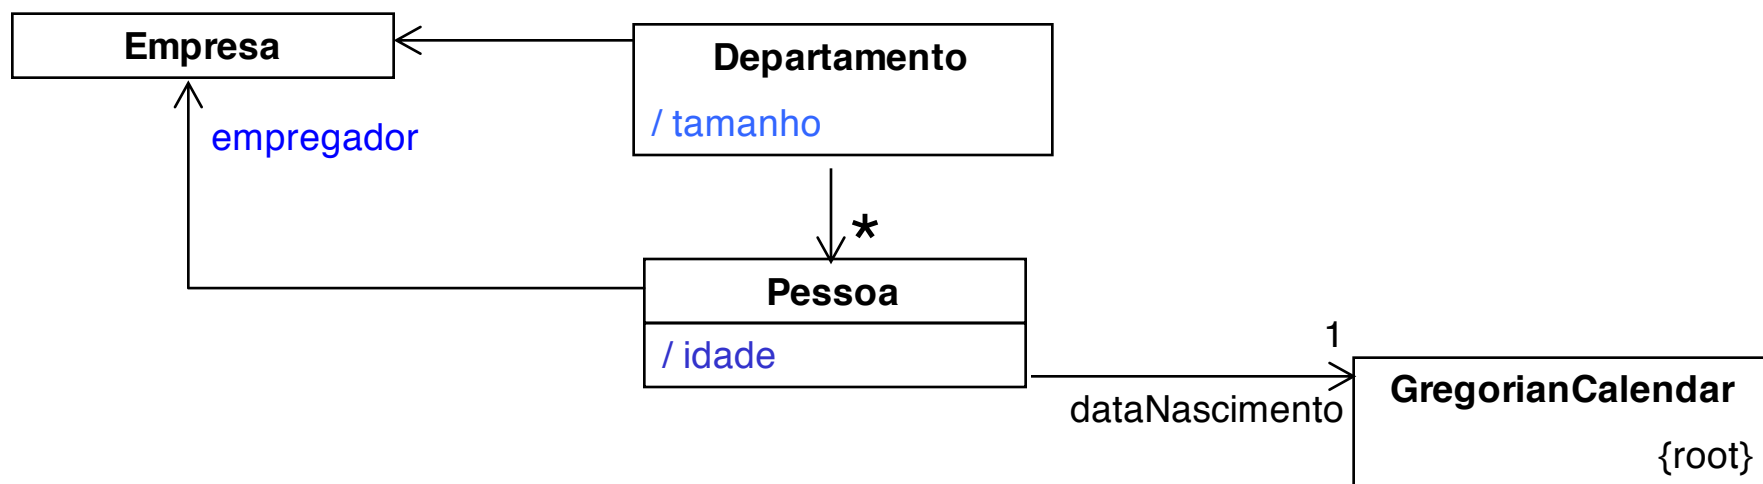 Empresa
Departamento
/ tamanho
empregador
*
Pessoa
/ idade
1
dataNascimento
GregorianCalendar
{root}